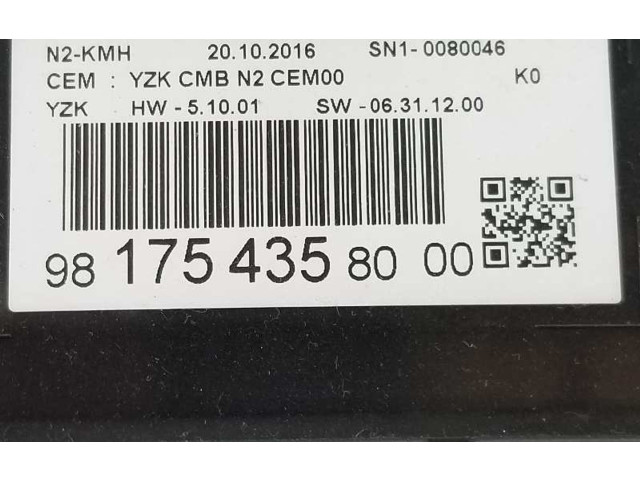 N2-KMH 20.10.2016 SN1-0080046
CEM : YZK CMB N2 CEM00 K0
YZK HW -5.10.01 SW -06.31.12.00
98 175 435 80 00